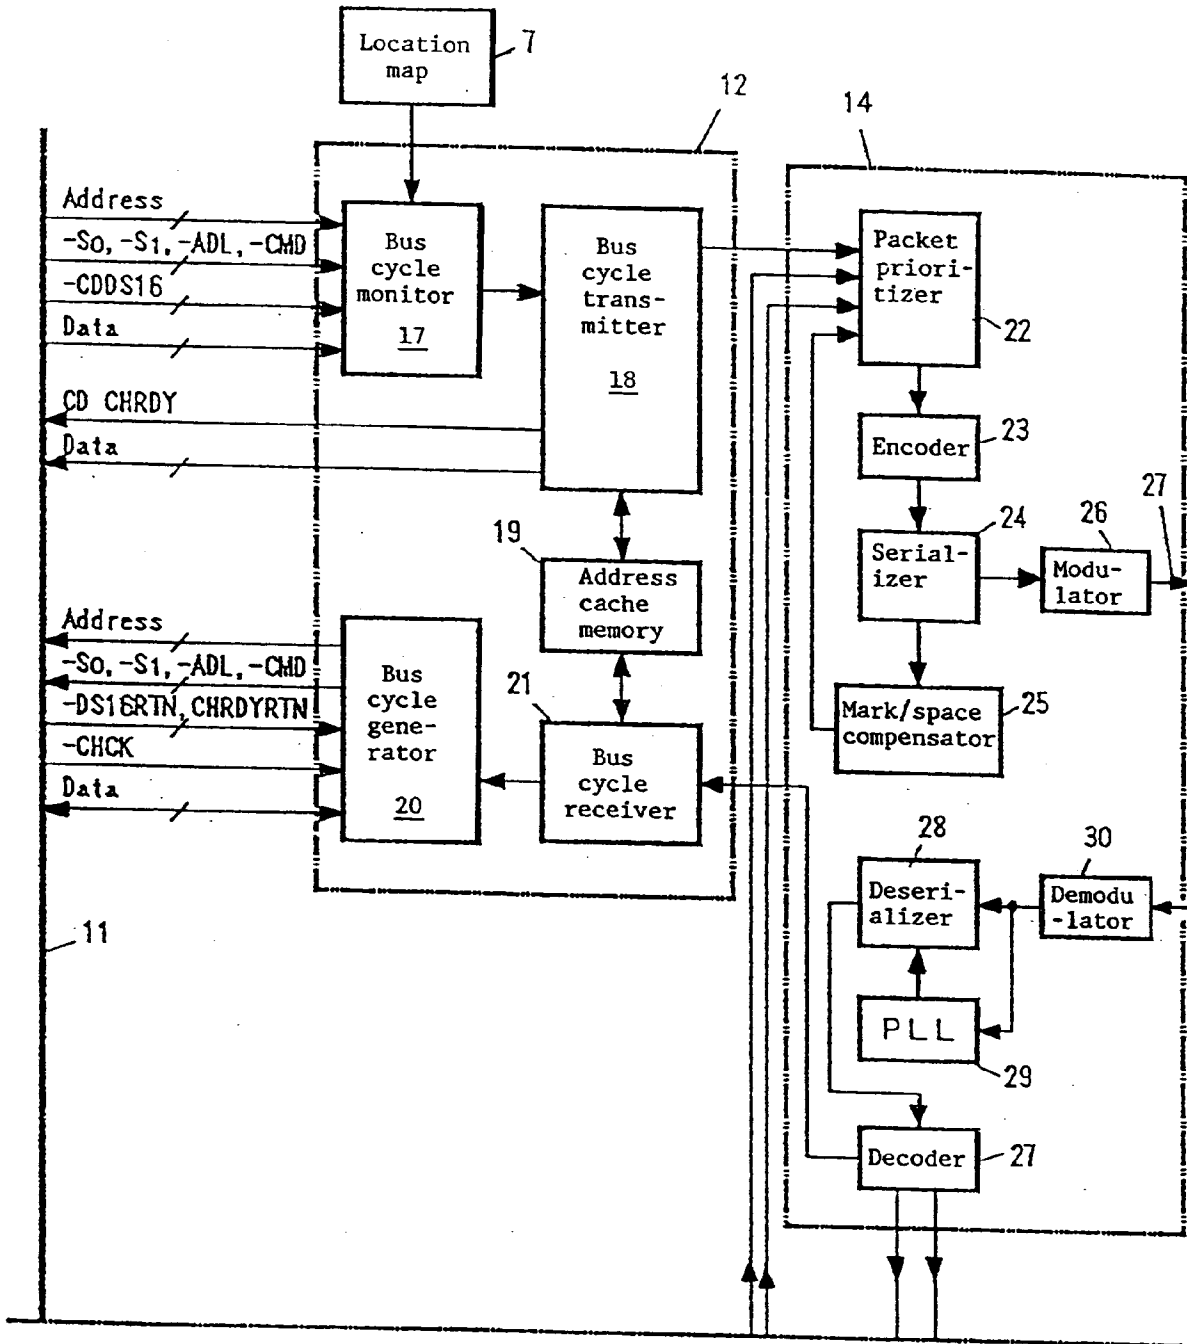 Location
map
7
12
14
Address
-S0, -S1, -ADL, -CMD
-CDDS16
Data
CD CHRDY
Data
Bus
cycle
monitor
17
Bus
cycle
trans-
mitter
18
Packet
priori-
tizer
22
Encoder
23
Serial-
izer
24
26
Modu-
lator
27
Mark/space
compensator
25
19
Address
cache
memory
Address
-S0, -S1, -ADL, -CMD
-DS16RTN, CHRDYRTN
-CHCK
Data
Bus
cycle
gene-
rator
20
21
Bus
cycle
receiver
28
Deseri-
alizer
30
Demodu
-lator
PLL
29
Decoder
27
11